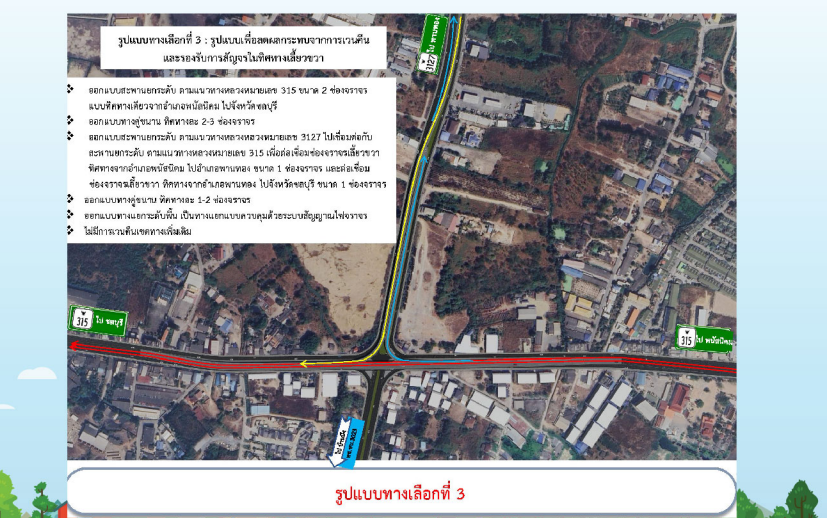 รูปแบบทางเลือกที่ 3 : รูปแบบเพื่อลดผลกระทบจากการเวนคืน
และรองรับการสัญจรในทิศทางเลี้ยวขวา
❖ ออกแบบสะพานยกระดับ ตามแนวทางหลวงหมายเลข 315 ขนาด 2 ช่องจราจร
แบบทิศทางเดียวจากอำเภอพนัสนิคม ไปจังหวัดชลบุรี
❖ ออกแบบทางคู่ขนาน ทิศทางละ 2-3 ช่องจราจร
❖ ออกแบบสะพานยกระดับ ตามแนวทางหลวงหลวงหมายเลข 3127 ไปเชื่อมต่อกับ
สะพานยกระดับ ตามแนวทางหลวงหมายเลข 315 เพื่อต่อเชื่อมช่องจราจรเลี้ยวขวา
ทิศทางจากอำเภอพนัสนิคม ไปอำเภอพานทอง ขนาด 1 ช่องจราจร และต่อเชื่อม
ช่องจราจรเลี้ยวขวา ทิศทางจากอำเภอพานทอง ไปจังหวัดชลบุรี ขนาด 1 ช่องจราจร
❖ ออกแบบทางคู่ขนาน ทิศทางละ 1-2 ช่องจราจร
❖ ออกแบบทางแยกระดับพื้น เป็นทางแยกแบบควบคุมด้วยระบบสัญญาณไฟจราจร
❖ ไม่มีการเวนคืนเขตทางเพิ่มเติม
3127 ไป พานทอง
315 ไป ชลบุรี
315 ไป พนัสนิคม
ไป บ้านบึง
รูปแบบทางเลือกที่ 3